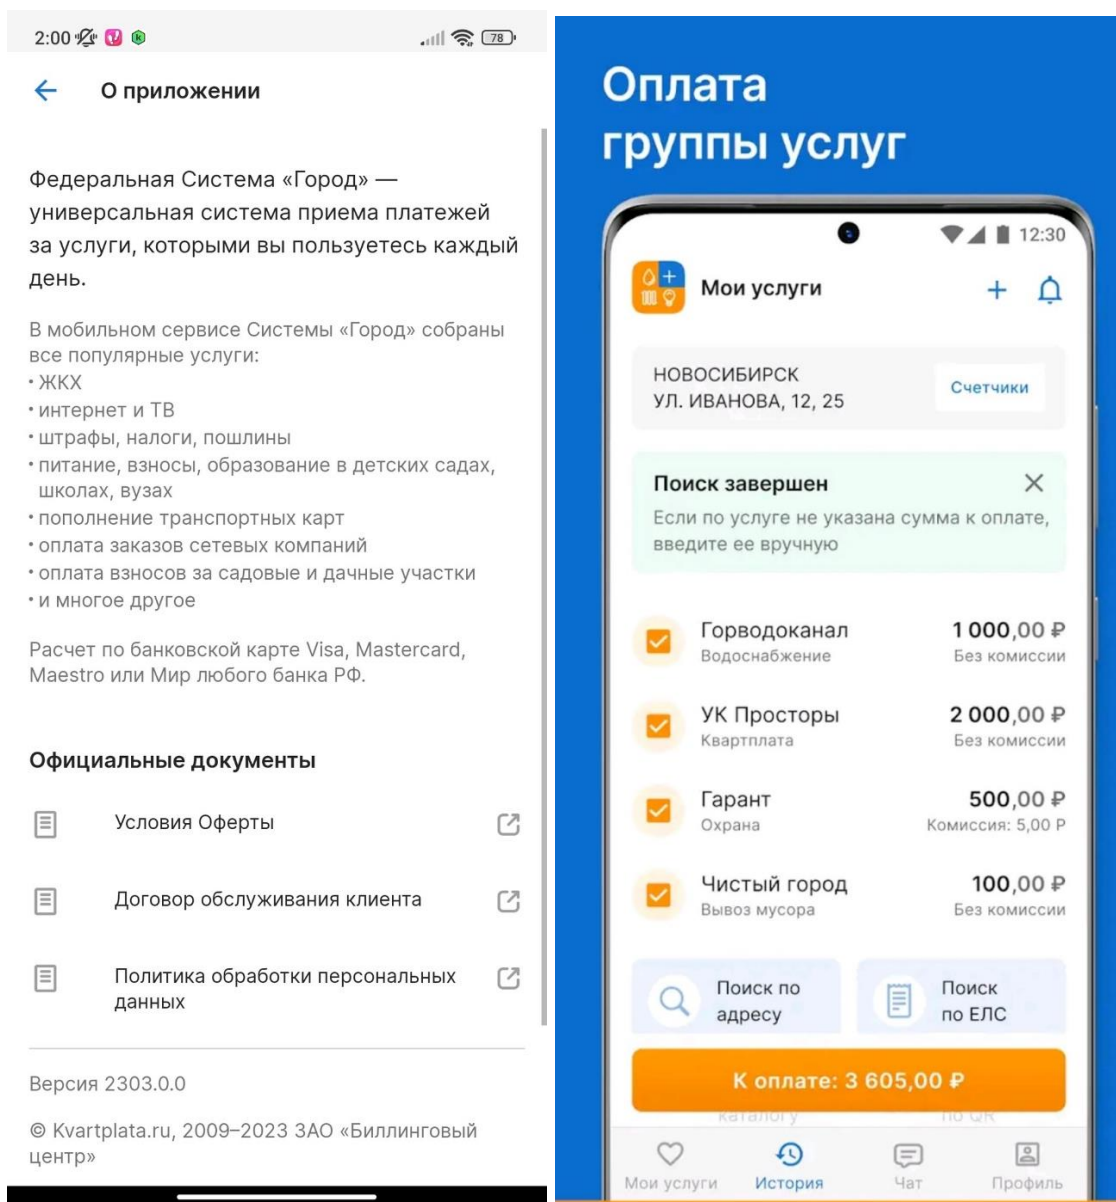 2:00
78
О приложении
Федеральная Система «Город» —
универсальная система приема платежей
за услуги, которыми вы пользуетесь каждый
день.
В мобильном сервисе Системы «Город» собраны
все популярные услуги:
• ЖКХ
• интернет и ТВ
• штрафы, налоги, пошлины
• питание, взносы, образование в детских садах,
школах, вузах
• пополнение транспортных карт
• оплата заказов сетевых компаний
• оплата взносов за садовые и дачные участки
• и многое другое
Расчет по банковской карте Visa, Mastercard,
Maestro или Мир любого банка РФ.
Официальные документы
Условия Оферты
Договор обслуживания клиента
Политика обработки персональных
данных
Версия 2303.0.0
© Kvartplata.ru, 2009–2023 ЗАО «Биллинговый
центр»
Оплата
группы услуг
12:30
Мои услуги
НОВОСИБИРСК
УЛ. ИВАНОВА, 12, 25
Счетчики
Поиск завершен
Если по услуге не указана сумма к оплате,
введите ее вручную
Горводоканал 1 000,00 ₽
Водоснабжение Без комиссии
УК Просторы 2 000,00 ₽
Квартплата Без комиссии
Гарант 500,00 ₽
Охрана Комиссия: 5,00 Р
Чистый город 100,00 ₽
Вывоз мусора Без комиссии
Поиск по
адресу
Поиск
по ЕЛС
К оплате: 3 605,00 ₽
каталогу по QR
Мои услуги История Чат Профиль